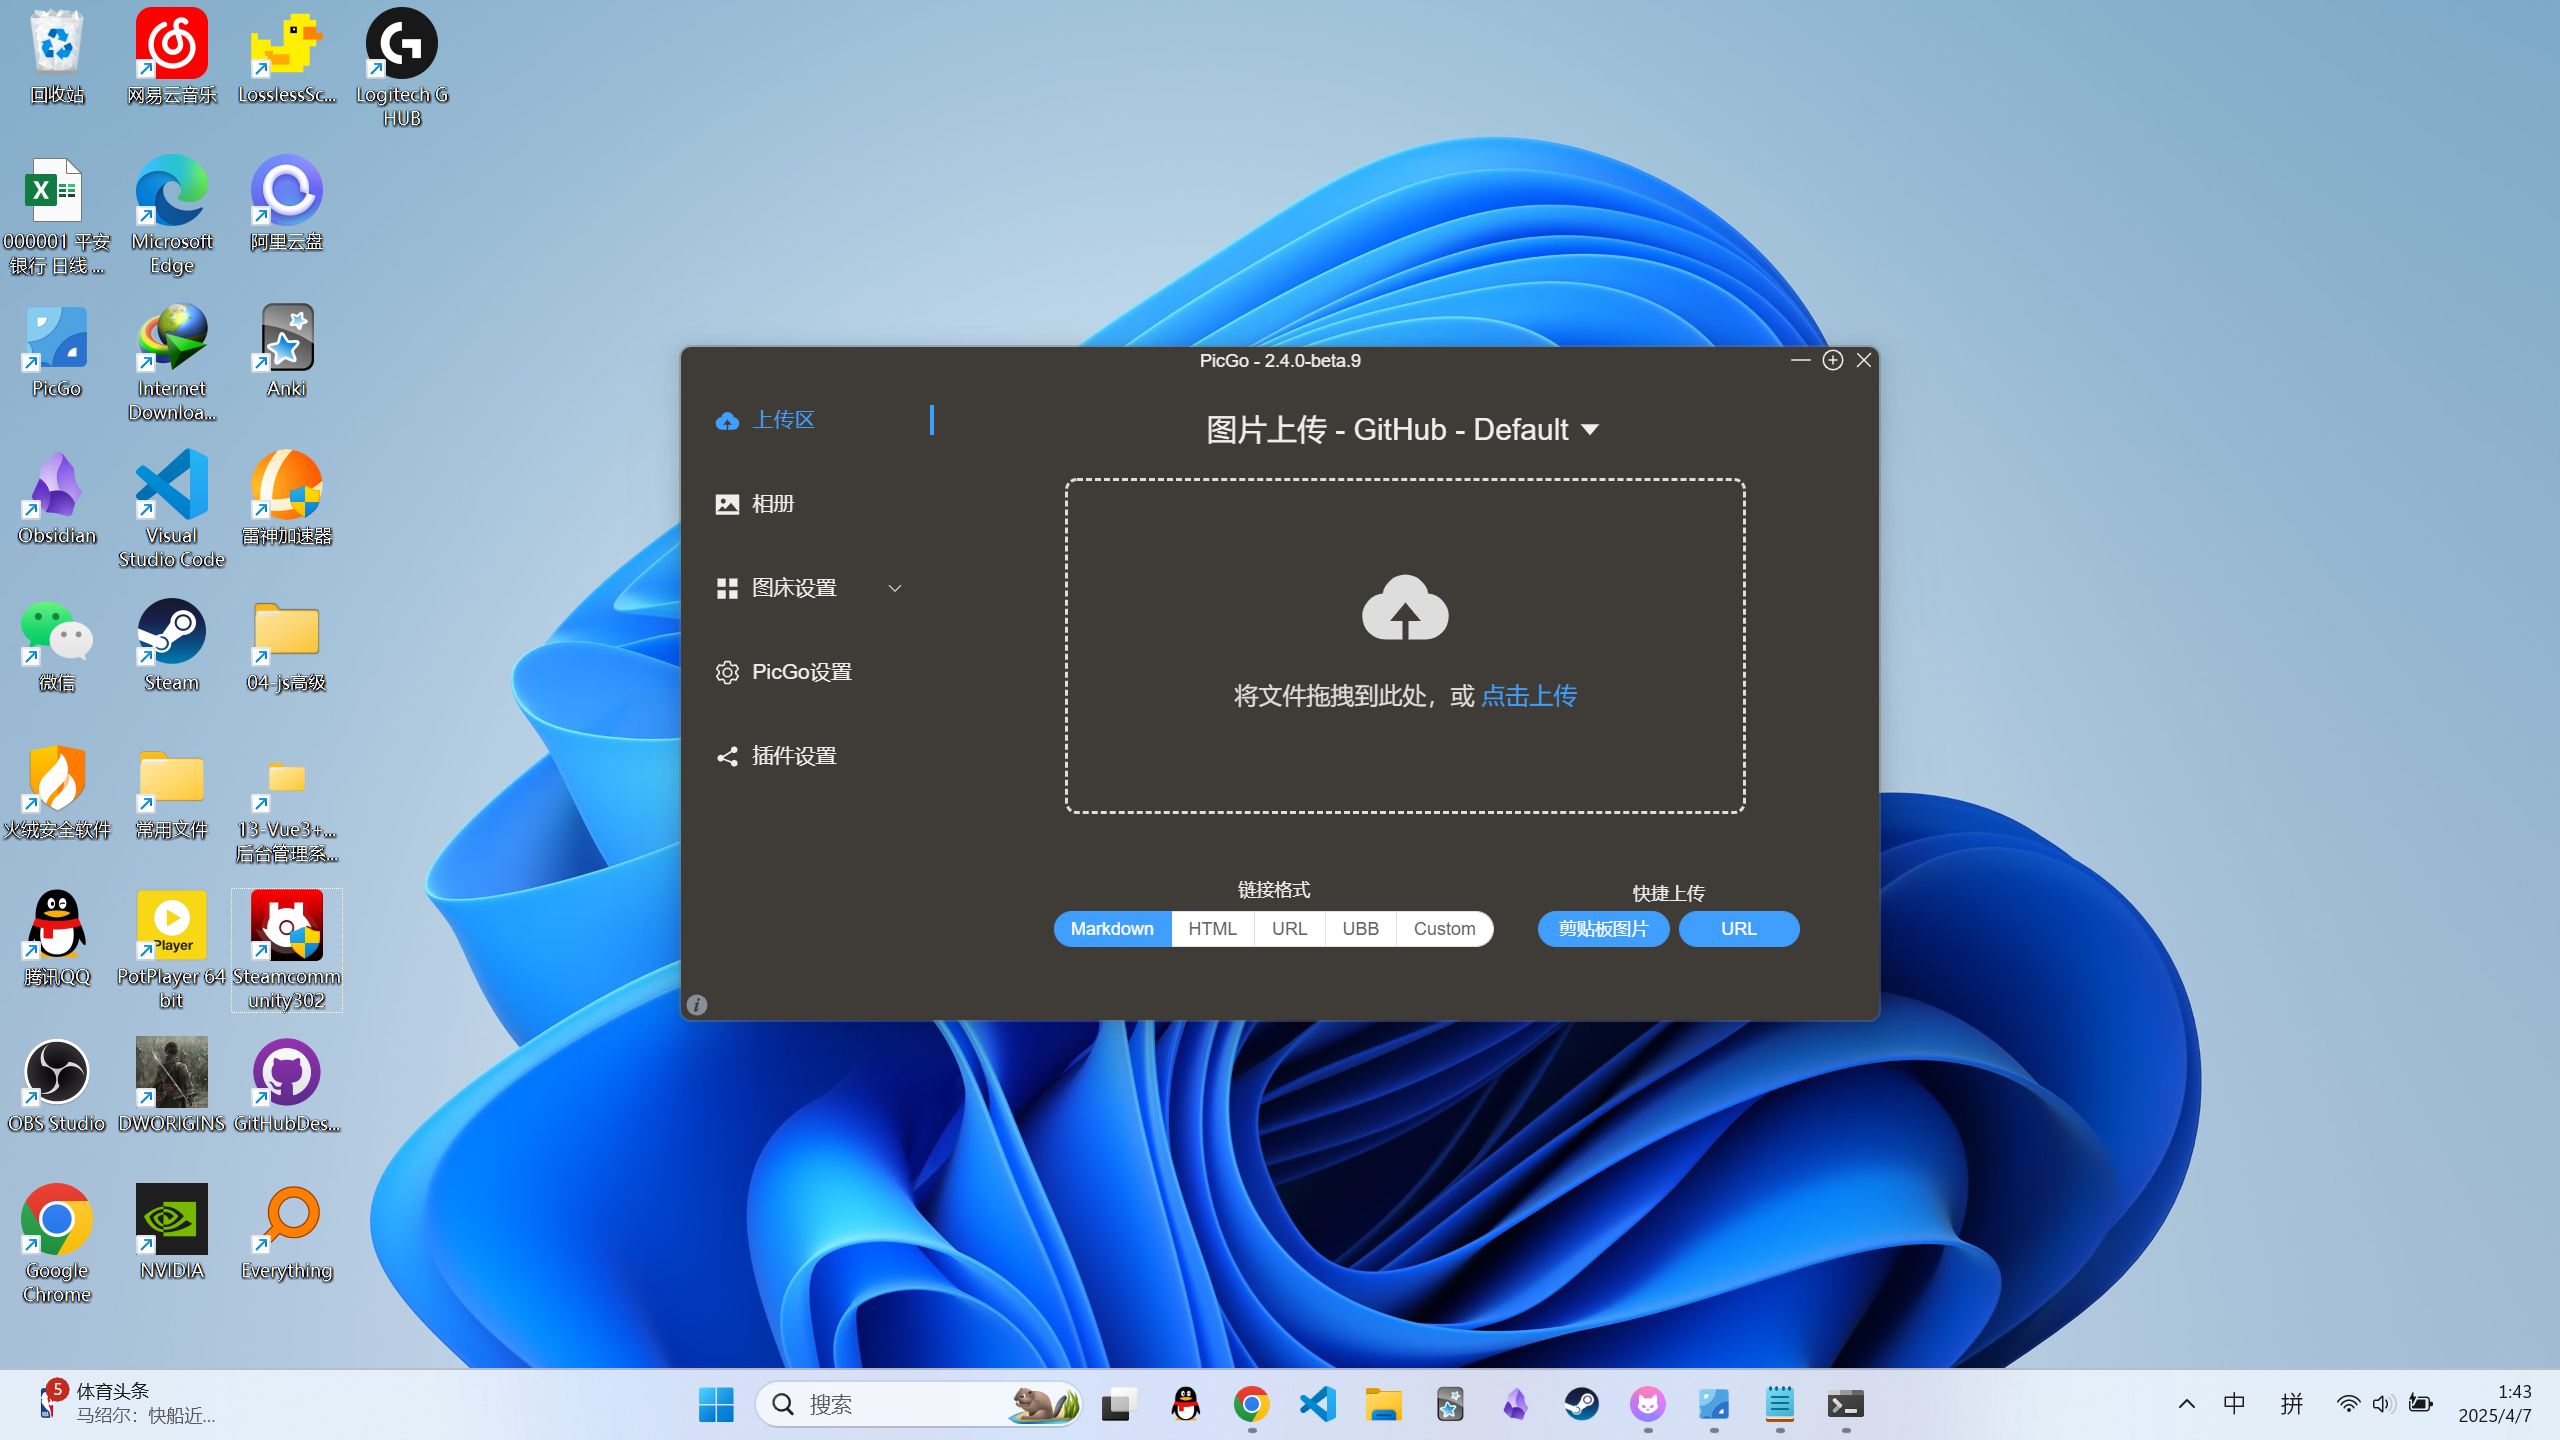 回收站
网易云音乐
LosslessSc...
Logitech G
HUB
000001 平安
银行 日线 ...
Microsoft
Edge
阿里云盘
PicGo
Internet
Downloa...
Anki
Obsidian
Visual
Studio Code
雷神加速器
微信
Steam
04-js高级
火绒安全软件
常用文件
13-Vue3+...
后台管理系...
腾讯QQ
Player
PotPlayer 64
bit
Steamcomm
unity302
OBS Studio
DWORIGINS
GitHubDes...
Google
Chrome
NVIDIA
Everything
PicGo - 2.4.0-beta.9
上传区
相册
图床设置
PicGo设置
插件设置
图片上传 - GitHub - Default
将文件拖拽到此处，或 点击上传
链接格式
快捷上传
Markdown
HTML
URL
UBB
Custom
剪贴板图片
URL
5
体育头条
马绍尔：快船近...
搜索
中
拼
1:43
2025/4/7